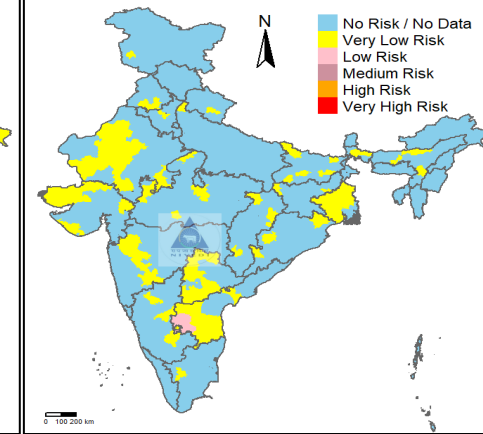 N
No Risk / No Data
Very Low Risk
Low Risk
Medium Risk
High Risk
Very High Risk
0 100 200 km